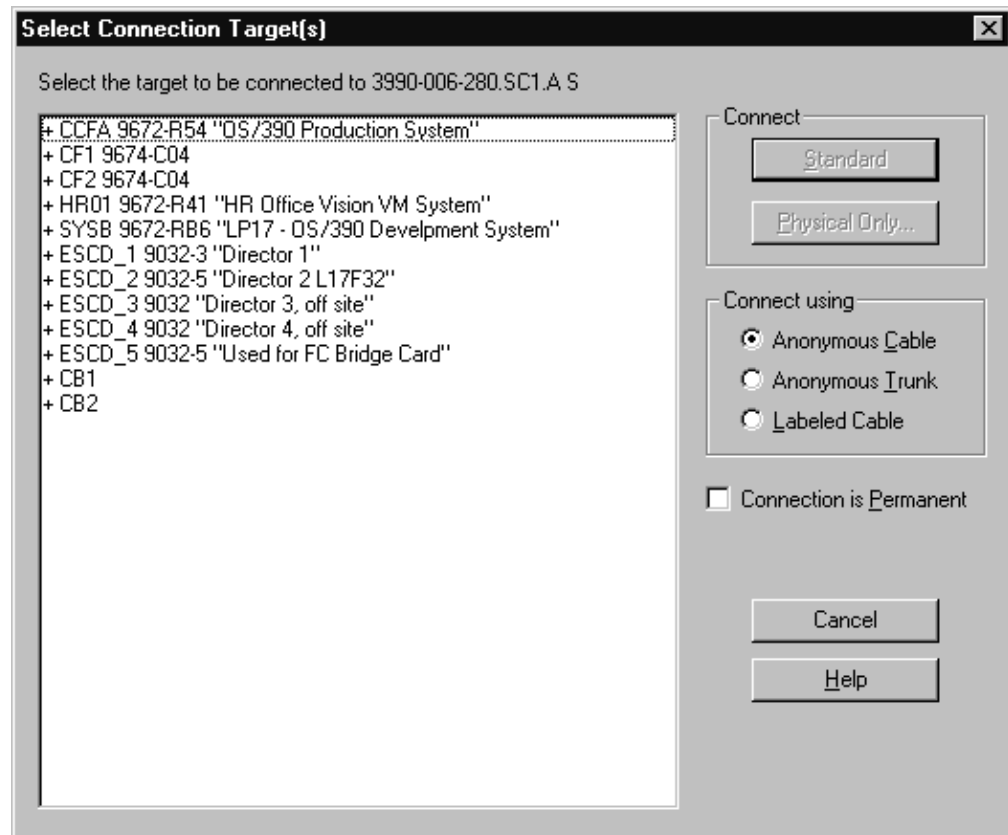 Select Connection Target(s)
Select the target to be connected to 3990-006-280.SC1.A S
+ CCFA 9672-R54 "OS/390 Production System"
+ CF1 9674-C04
+ CF2 9674-C04
+ HR01 9672-R41 "HR Office Vision VM System"
+ SYSB 9672-RB6 "LP17 - OS/390 Develpment System"
+ ESCD_1 9032-3 "Director 1"
+ ESCD_2 9032-5 "Director 2 L17F32"
+ ESCD_3 9032 "Director 3, off site"
+ ESCD_4 9032 "Director 4, off site"
+ ESCD_5 9032-5 "Used for FC Bridge Card"
+ CB1
+ CB2
Connect
Standard
Physical Only...
Connect using
Anonymous Cable
Anonymous Trunk
Labeled Cable
Connection is Permanent
Cancel
Help